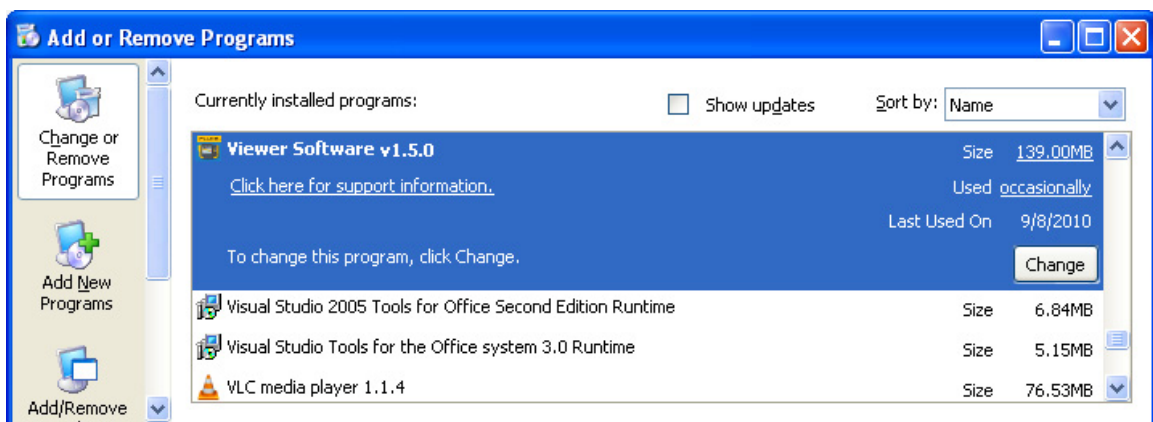 Add or Remove Programs
Change or
Remove
Programs
Add New
Programs
Add/Remove
Currently installed programs:
Show updates
Sort by: Name
Viewer Software v1.5.0
Size 139.00MB
Click here for support information.
Used occasionally
Last Used On 9/8/2010
To change this program, click Change.
Change
Visual Studio 2005 Tools for Office Second Edition Runtime
Size 6.84MB
Visual Studio Tools for the Office system 3.0 Runtime
Size 5.15MB
VLC media player 1.1.4
Size 76.53MB